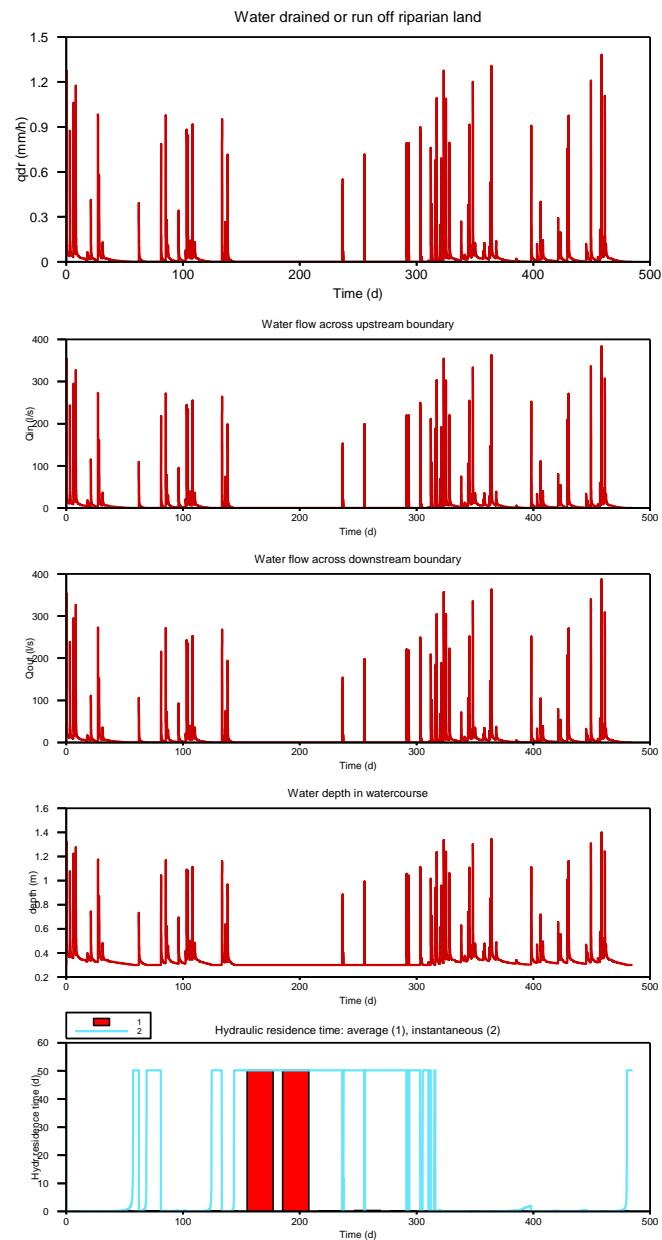 Water drained or run off riparian land
1.5
1.2
0.9
0.6
0.3
0
qdr (mm/h)
0 100 200 300 400 500
Time (d)
Water flow across upstream boundary
400
300
200
100
0
Qin (l/s)
0 100 200 300 400 500
Time (d)
Water flow across downstream boundary
400
300
200
100
0
Qout (l/s)
0 100 200 300 400 500
Time (d)
Water depth in watercourse
1.6
1.4
1.2
1
0.8
0.6
0.4
0.2
depth (m)
0 100 200 300 400 500
Time (d)
1
2
Hydraulic residence time: average (1), instantaneous (2)
60
50
40
30
20
10
0
Hydr residence time (d)
0 100 200 300 400 500
Time (d)